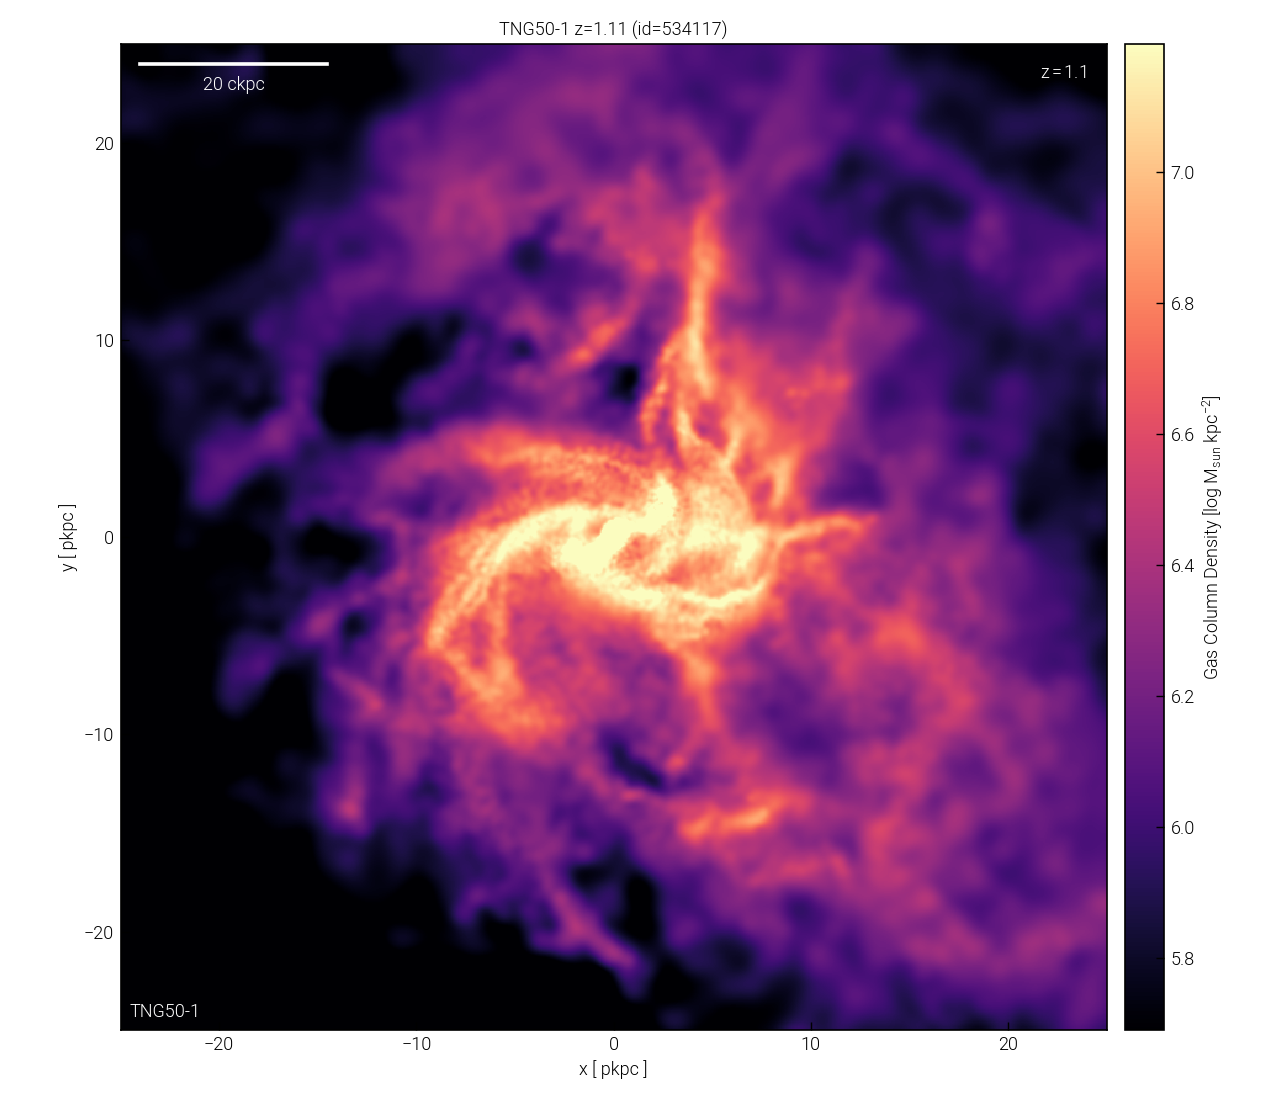 TNG50-1 z=1.11 (id=534117)
20 ckpc
z = 1.1
20
10
0
−10
−20
y [ pkpc ]
TNG50-1
−20
−10
0
10
20
x [ pkpc ]
7.0
6.8
6.6
6.4
6.2
6.0
5.8
Gas Column Density [log M_sun kpc⁻²]